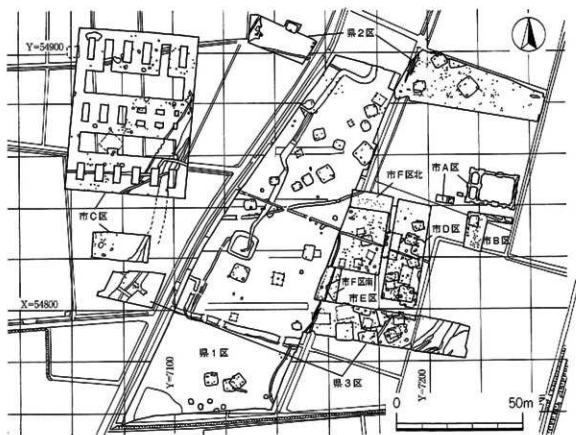 県2区
Y=54900
市F区北
市A区
市C区
市D区
市B区
市F区南
市E区
X=54800
Y=7100
県1区
県3区
Y=7200
0
50m